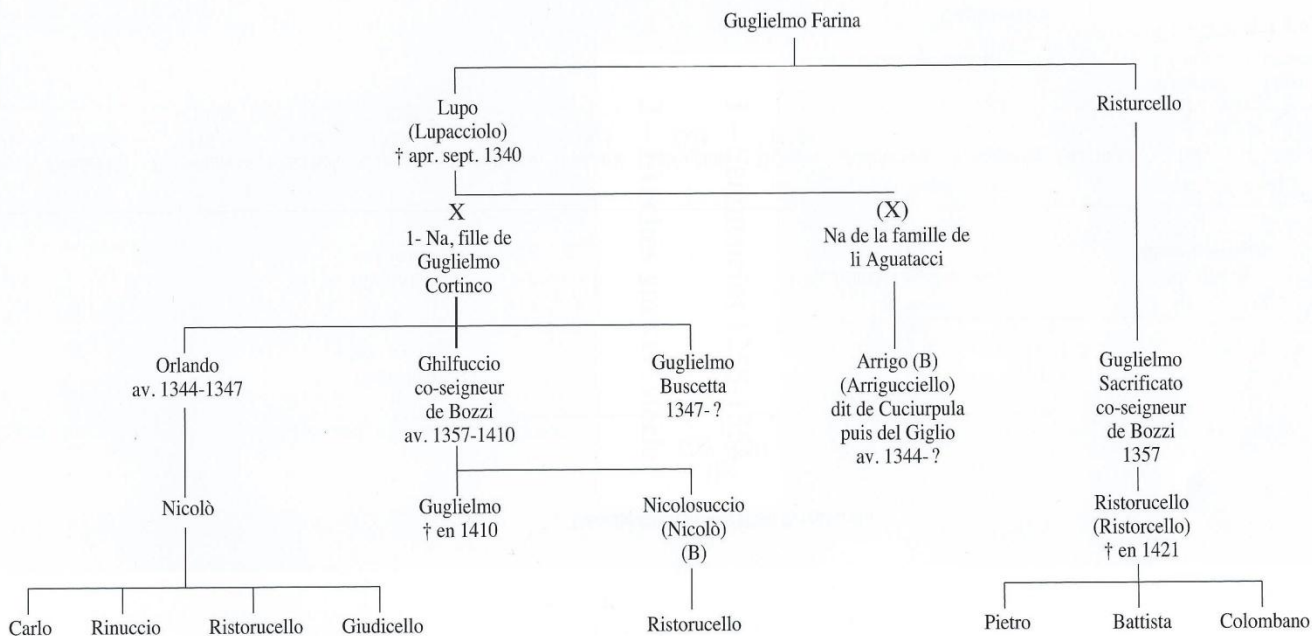 Guglielmo Farina
Lupo
(Lupacciolo)
† apr. sept. 1340
Risturcello
X
1- Na, fille de
Guglielmo
Cortinco
(X)
Na de la famille de
li Aguatacci
Orlando
av. 1344-1347
Ghilfuccio
co-seigneur
de Bozzi
av. 1357-1410
Guglielmo
Buscetta
1347- ?
Arrigo (B)
(Arrigucciello)
dit de Cuciurpula
puis del Giglio
av. 1344- ?
Guglielmo
Sacrificato
co-seigneur
de Bozzi
1357
Nicolò
Guglielmo
† en 1410
Nicolosuccio
(Nicolò)
(B)
Ristorucello
(Ristorcello)
† en 1421
Carlo
Rinuccio
Ristorucello
Giudicello
Ristorucello
Pietro
Battista
Colombano